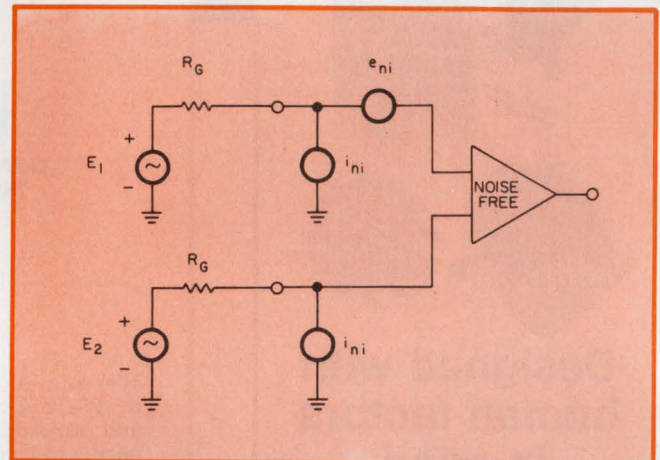 R_G
e_ni
+
E_1
-
i_ni
NOISE
FREE
R_G
+
E_2
-
i_ni